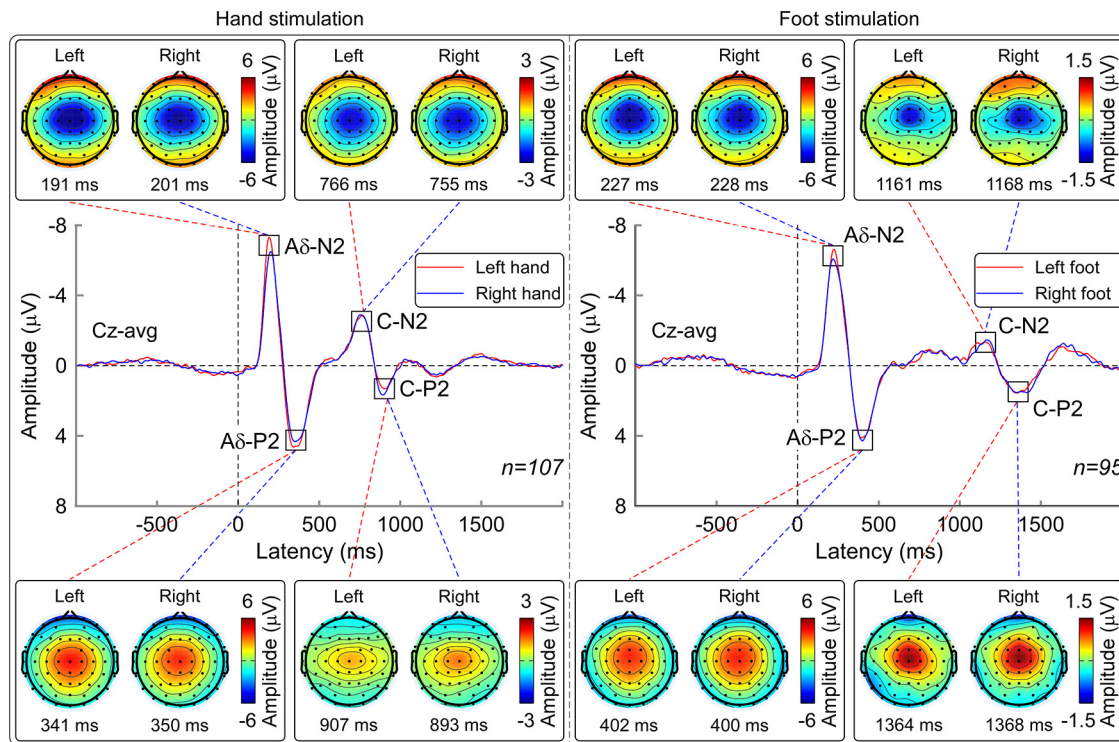 Hand stimulation
Foot stimulation
Left Right 6 Amplitude (µV) -6
191 ms 201 ms
Left Right 3 Amplitude (µV) -3
766 ms 755 ms
Left Right 6 Amplitude (µV) -6
227 ms 228 ms
Left Right 1.5 Amplitude (µV) -1.5
1161 ms 1168 ms
Amplitude (µV)
-8
-4
0
4
8
Cz-avg
Aδ-N2
Aδ-P2
C-N2
C-P2
Left hand
Right hand
n=107
-500 0 500 1000 1500
Latency (ms)
Amplitude (µV)
-8
-4
0
4
8
Cz-avg
Aδ-N2
Aδ-P2
C-N2
C-P2
Left foot
Right foot
n=95
-500 0 500 1000 1500
Latency (ms)
Left Right 6 Amplitude (µV) -6
341 ms 350 ms
Left Right 3 Amplitude (µV) -3
907 ms 893 ms
Left Right 6 Amplitude (µV) -6
402 ms 400 ms
Left Right 1.5 Amplitude (µV) -1.5
1364 ms 1368 ms